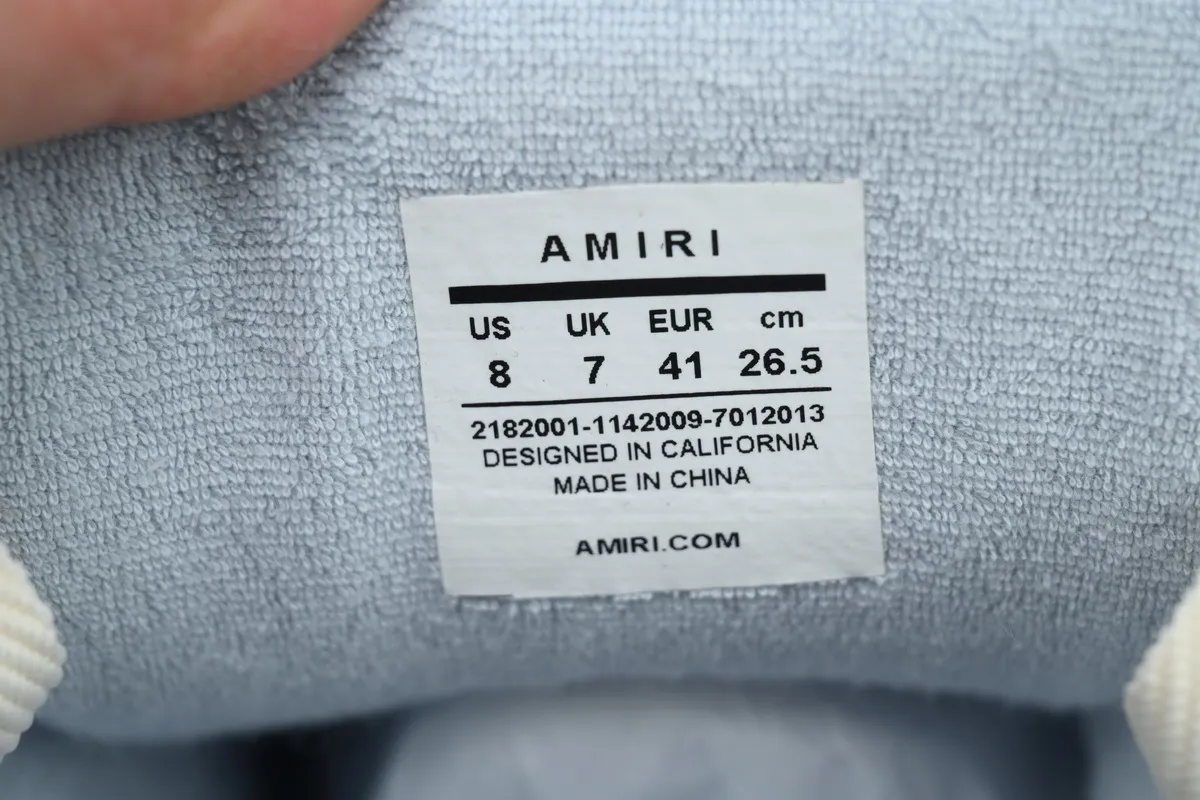 AMIRI
US UK EUR cm
8 7 41 26.5
2182001-1142009-7012013
DESIGNED IN CALIFORNIA
MADE IN CHINA
AMIRI.COM